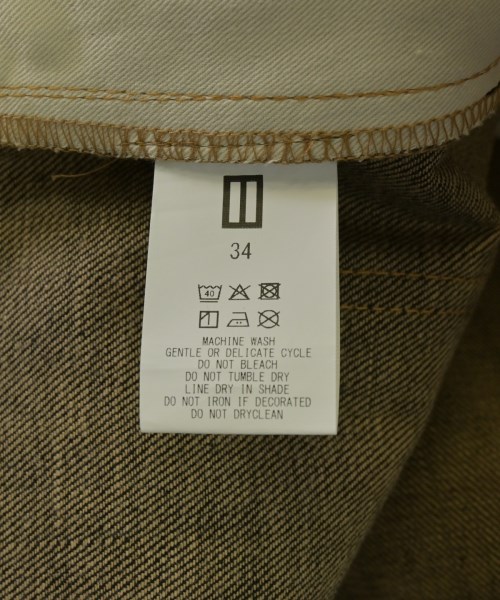 34
40
MACHINE WASH
GENTLE OR DELICATE CYCLE
DO NOT BLEACH
DO NOT TUMBLE DRY
LINE DRY IN SHADE
DO NOT IRON IF DECORATED
DO NOT DRYCLEAN